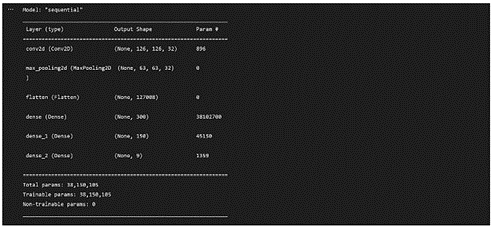 Model: "sequential"
Layer (type) Output Shape Param #
conv2d (Conv2D) (None, 126, 126, 32) 896
max_pooling2d (MaxPooling2D (None, 63, 63, 32) 0
)
flatten (Flatten) (None, 127008) 0
dense (Dense) (None, 300) 38102700
dense_1 (Dense) (None, 150) 45150
dense_2 (Dense) (None, 9) 1359
Total params: 38,150,105
Trainable params: 38,150,105
Non-trainable params: 0